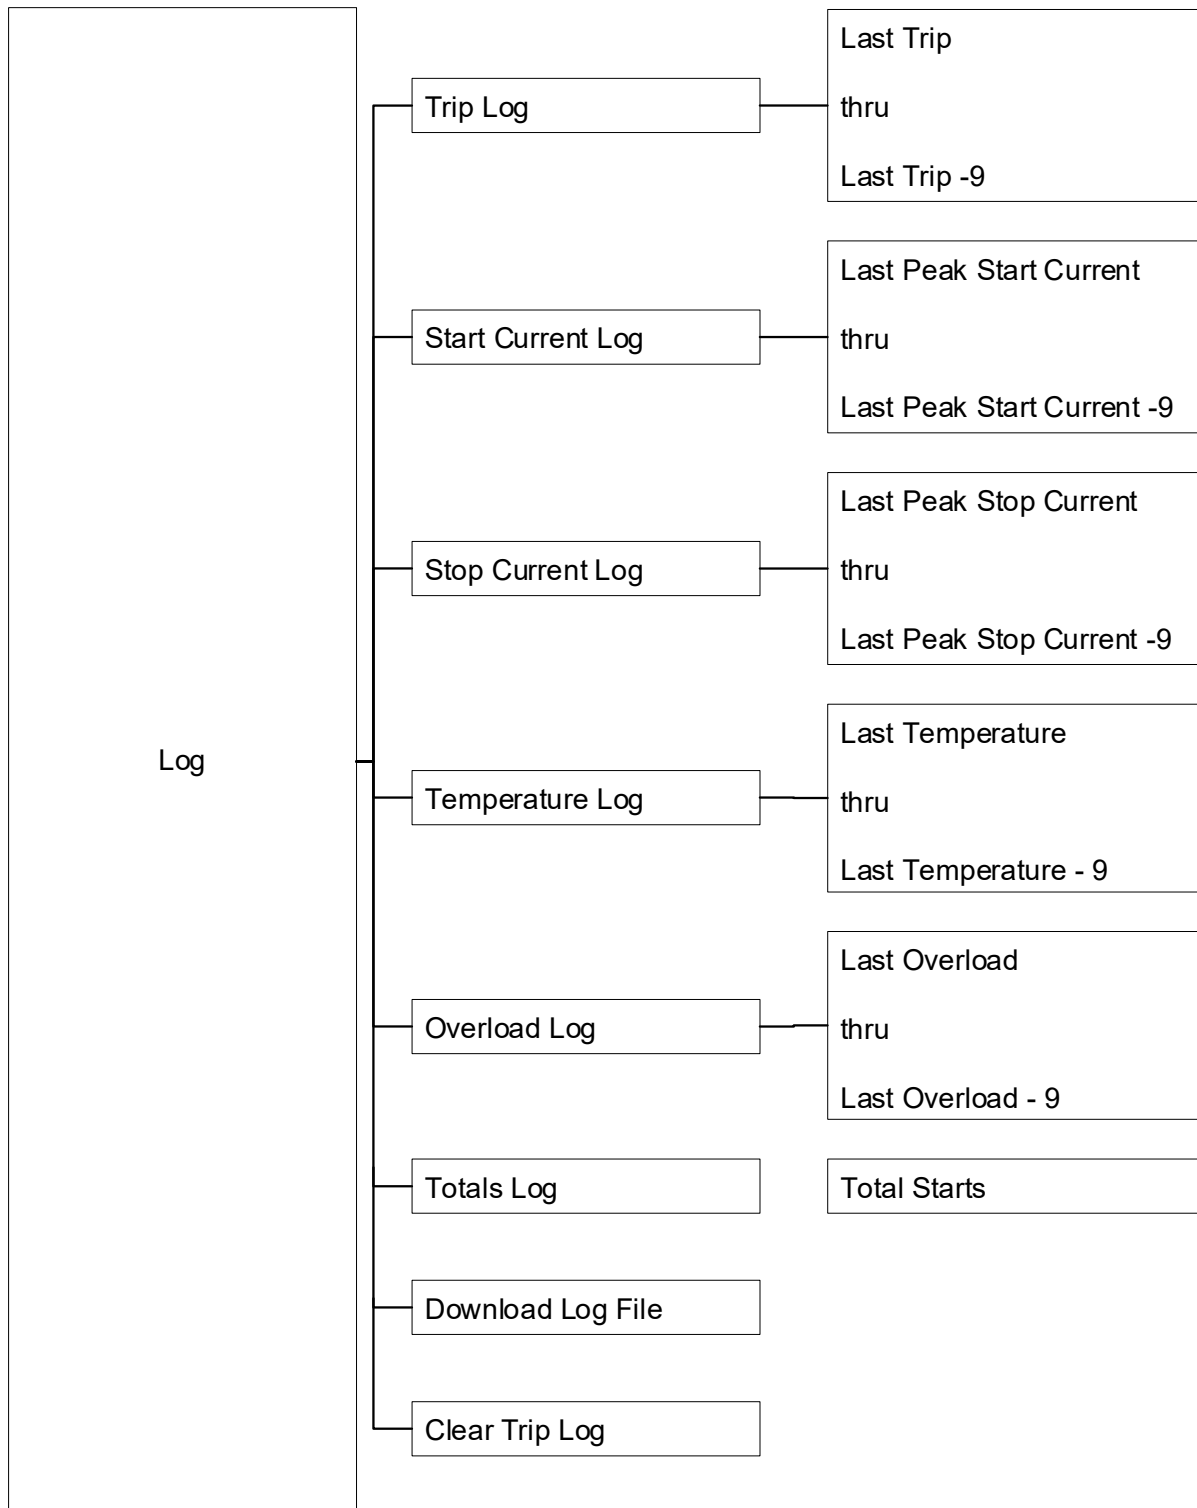 Log
Trip Log
Last Trip
thru
Last Trip -9
Start Current Log
Last Peak Start Current
thru
Last Peak Start Current -9
Stop Current Log
Last Peak Stop Current
thru
Last Peak Stop Current -9
Temperature Log
Last Temperature
thru
Last Temperature - 9
Overload Log
Last Overload
thru
Last Overload - 9
Totals Log
Total Starts
Download Log File
Clear Trip Log